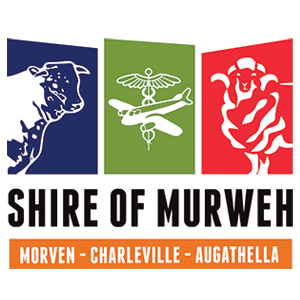 SHIRE OF MURWEH
MORVEN - CHARLEVILLE - AUGATHELLA